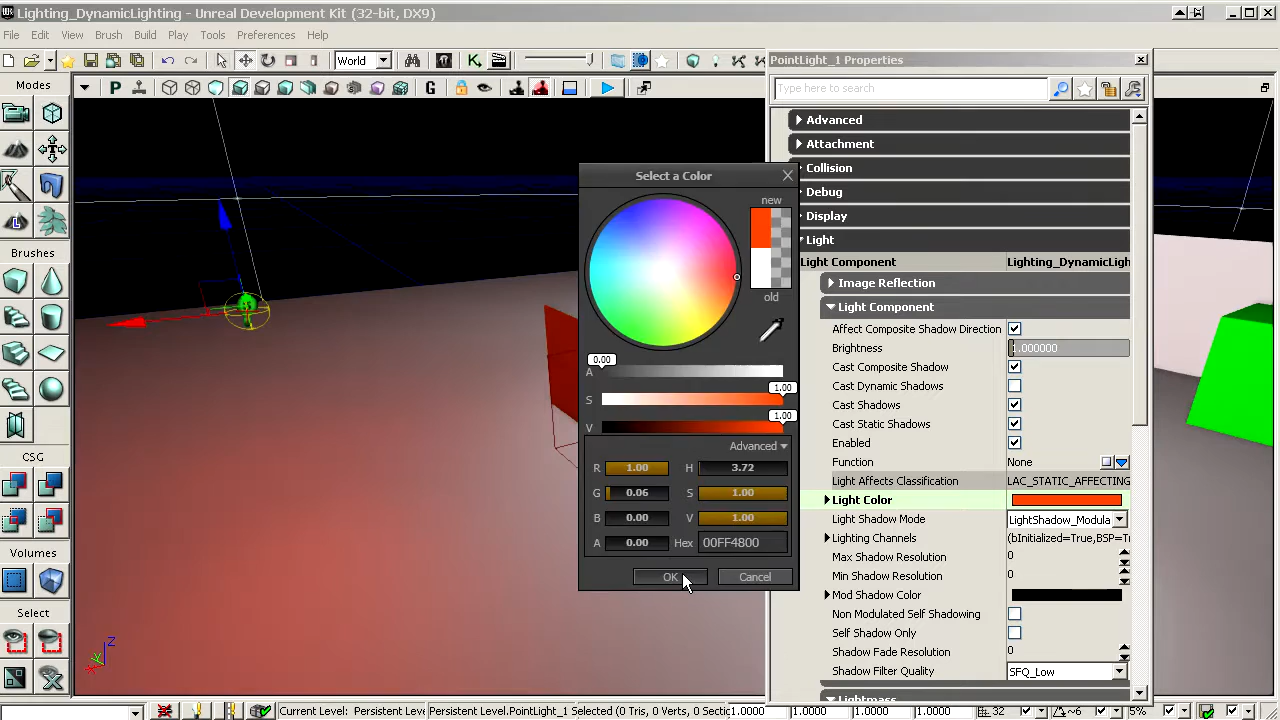 Lighting_DynamicLighting - Unreal Development Kit (32-bit, DX9)
File Edit View Brush Build Play Tools Preferences Help
World
P
G
Modes
Brushes
CSG
Volumes
Select
PointLight_1 Properties
Type here to search
Advanced
Attachment
Collision
Debug
Display
Light
Light Component Lighting_DynamicLigh
Image Reflection
Light Component
Affect Composite Shadow Direction
Brightness 1.000000
Cast Composite Shadow
Cast Dynamic Shadows
Cast Shadows
Cast Static Shadows
Enabled
Function None
Light Affects Classification LAC_STATIC_AFFECTING
Light Color
Light Shadow Mode LightShadow_Modula
Lighting Channels (bInitialized=True,BSP=Tr
Max Shadow Resolution 0
Min Shadow Resolution 0
Mod Shadow Color
Non Modulated Self Shadowing
Self Shadow Only
Shadow Fade Resolution 0
Shadow Filter Quality SFQ_Low
Lightmass
Select a Color
new
old
0.00
A
1.00
S
1.00
V
Advanced
R 1.00 H 3.72
G 0.06 S 1.00
B 0.00 V 1.00
A 0.00 Hex 00FF4800
OK Cancel
Z
Y
X
Current Level: Persistent Lev Persistent Level.PointLight_1 Selected (0 Tris, 0 Verts, 0 Sectio 1.0000 1.0000 1.0000 32 6 5%